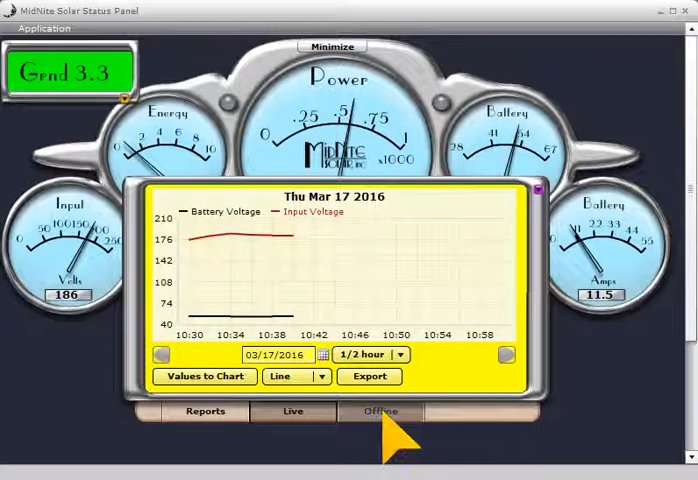 MidNite Solar Status Panel
Application
Minimize
Grnd 3.3
Power
0 .25 .5 .75 1
x1000
MIDNITE
SOLAR INC
Energy
0 2 4 6 8 10
Battery
28 41 54 67
Input
0 50 100 150 200 250
Volts
186
Battery
0 11 22 33 44 55
Amps
11.5
Thu Mar 17 2016
Battery Voltage Input Voltage
210
176
142
108
74
40
10:30 10:34 10:38 10:42 10:46 10:50 10:54 10:58
03/17/2016 1/2 hour
Values to Chart Line Export
Reports Live Offline